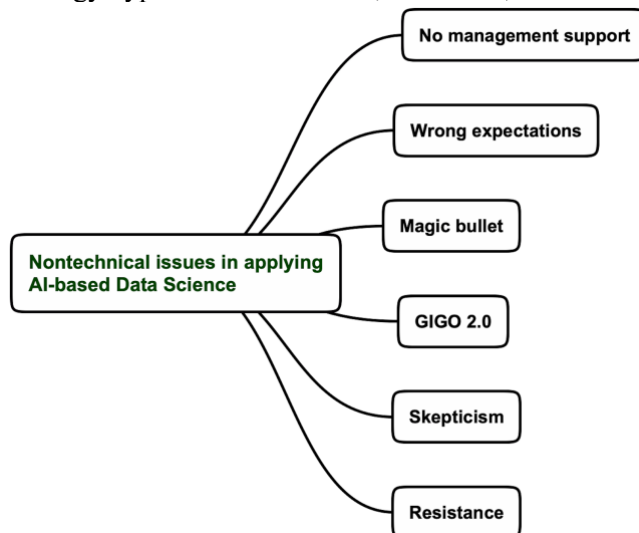 No management support
Wrong expectations
Magic bullet
Nontechnical issues in applying
AI-based Data Science
GIGO 2.0
Skepticism
Resistance